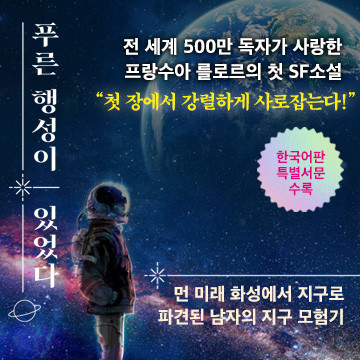 푸른 행성이 있었다
전 세계 500만 독자가 사랑한
프랑수아 를로르의 첫 SF소설
“첫 장에서 강렬하게 사로잡는다!”
한국어판
특별서문
수록
먼 미래 화성에서 지구로
파견된 남자의 지구 모험기